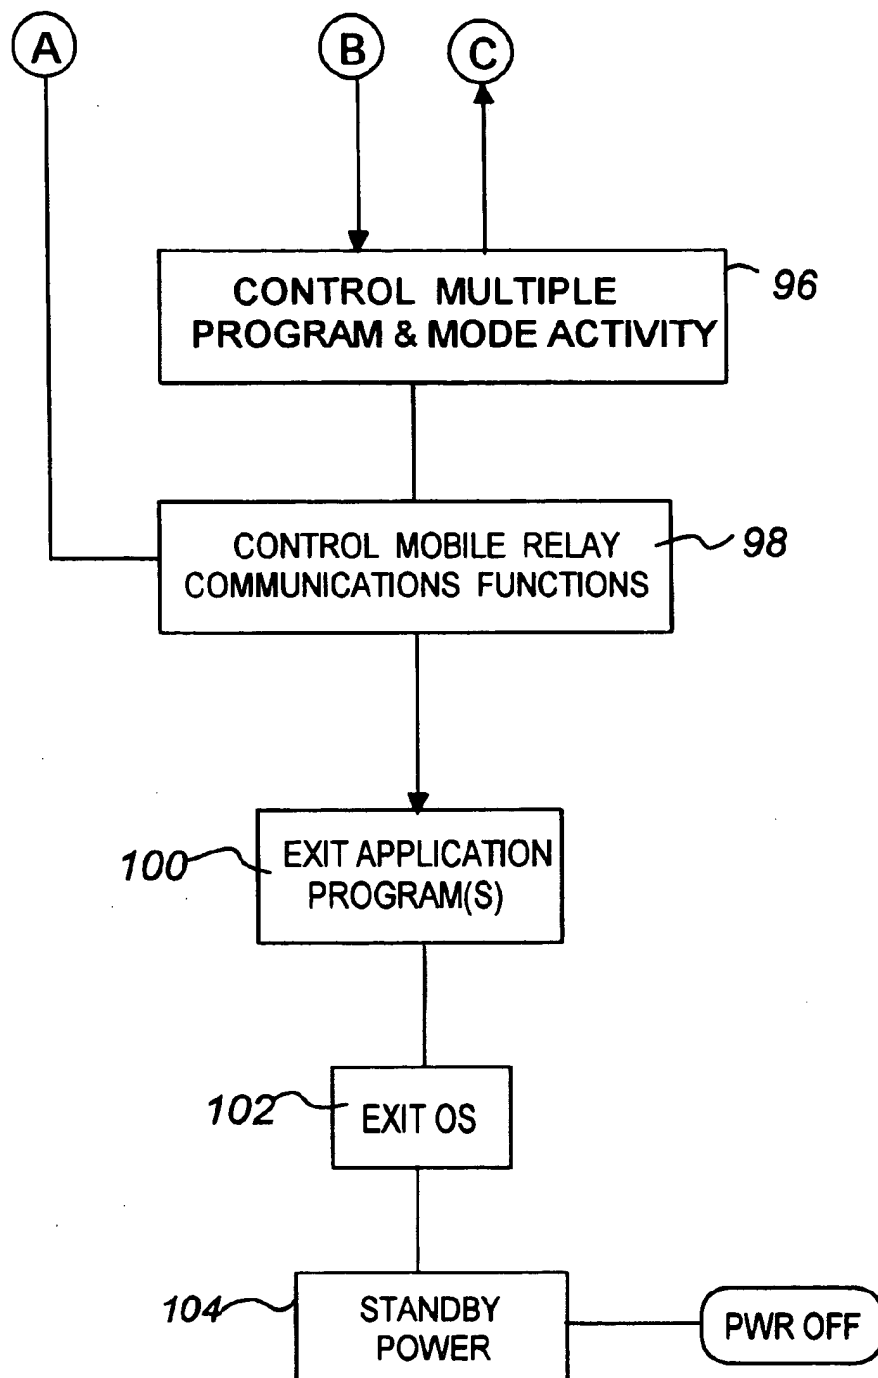 A
B
C
CONTROL MULTIPLE
PROGRAM & MODE ACTIVITY
96
CONTROL MOBILE RELAY
COMMUNICATIONS FUNCTIONS
98
100
EXIT APPLICATION
PROGRAM(S)
102
EXIT OS
104
STANDBY
POWER
PWR OFF